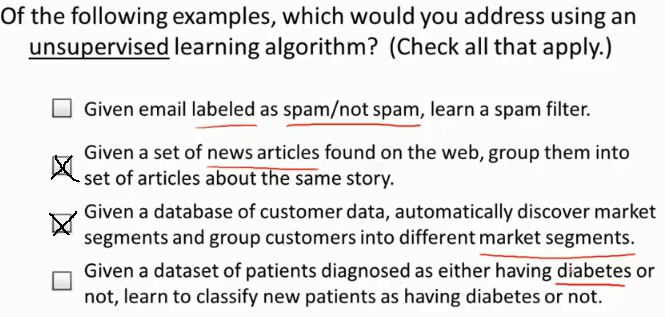 Of the following examples, which would you address using an
unsupervised learning algorithm? (Check all that apply.)
Given email labeled as spam/not spam, learn a spam filter.
Given a set of news articles found on the web, group them into
set of articles about the same story.
Given a database of customer data, automatically discover market
segments and group customers into different market segments.
Given a dataset of patients diagnosed as either having diabetes or
not, learn to classify new patients as having diabetes or not.